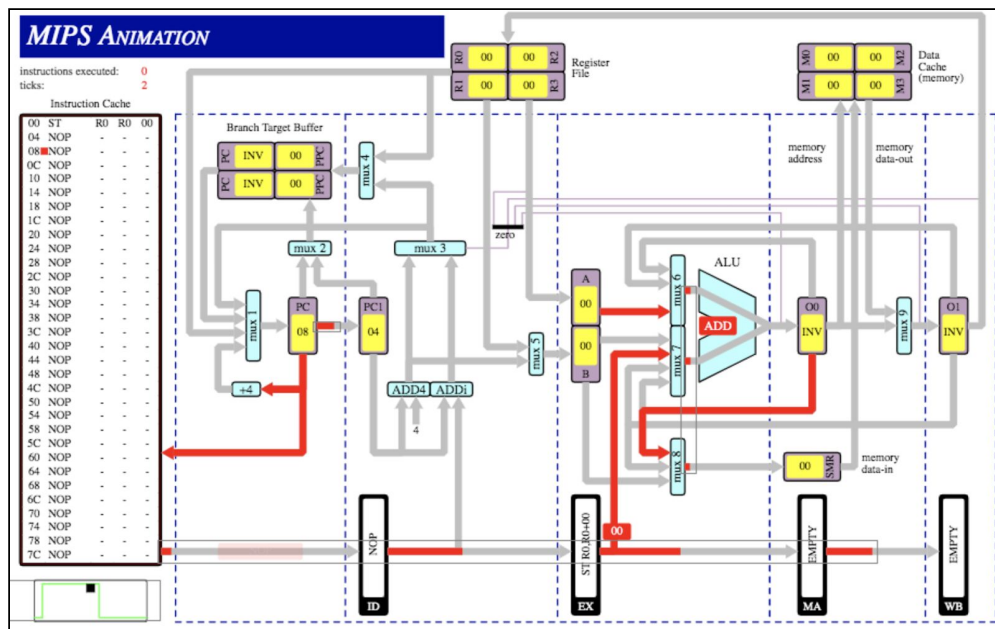 MIPS ANIMATION
instructions executed: 0
ticks: 2
Instruction Cache
00 ST R0 R0 00
04 NOP - - -
08 NOP - - -
0C NOP - - -
10 NOP - - -
14 NOP - - -
18 NOP - - -
1C NOP - - -
20 NOP - - -
24 NOP - - -
28 NOP - - -
2C NOP - - -
30 NOP - - -
34 NOP - - -
38 NOP - - -
3C NOP - - -
40 NOP - - -
44 NOP - - -
48 NOP - - -
4C NOP - - -
50 NOP - - -
54 NOP - - -
58 NOP - - -
5C NOP - - -
60 NOP - - -
64 NOP - - -
68 NOP - - -
6C NOP - - -
70 NOP - - -
74 NOP - - -
78 NOP - - -
7C NOP - - -
R0 00 00 R2
R1 00 00 R3
Register
File
M0 00 00 M2
M1 00 00 M3
Data
Cache
(memory)
Branch Target Buffer
PC INV 00 PPC
PC INV 00 PPC
mux 4
memory
address
memory
data-out
zero
mux 2
mux 3
mux 1
PC
08
PC1
04
+4
ADD4 ADDi
4
mux 5
A
00
00
B
mux 6
mux 7
mux 8
ALU
ADD
O0
INV
mux 9
O1
INV
00 SMR
memory
data-in
00
NOP
ID
ST R0,R0+00
EX
EMPTY
MA
EMPTY
WB